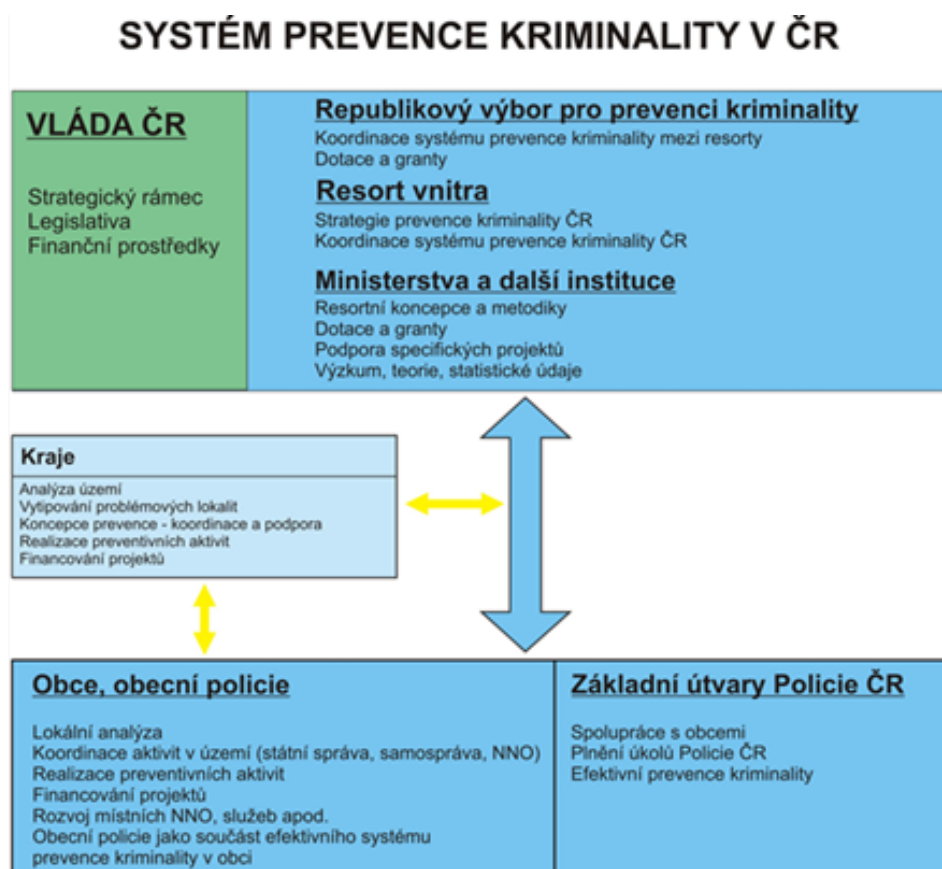 SYSTÉM PREVENCE KRIMINALITY V ČR
VLÁDA ČR
Strategický rámec
Legislativa
Finanční prostředky
Republikový výbor pro prevenci kriminality
Koordinace systému prevence kriminality mezi resorty
Dotace a granty
Resort vnitra
Strategie prevence kriminality ČR
Koordinace systému prevence kriminality ČR
Ministerstva a další instituce
Resortní koncepce a metodiky
Dotace a granty
Podpora specifických projektů
Výzkum, teorie, statistické údaje
Kraje
Analýza území
Vytipování problémových lokalit
Koncepce prevence - koordinace a podpora
Realizace preventivních aktivit
Financování projektů
Obce, obecní policie
Lokální analýza
Koordinace aktivit v území (státní správa, samospráva, NNO)
Realizace preventivních aktivit
Financování projektů
Rozvoj místních NNO, služeb apod.
Obecní policie jako součást efektivního systému
prevence kriminality v obci
Základní útvary Policie ČR
Spolupráce s obcemi
Plnění úkolů Policie ČR
Efektivní prevence kriminality